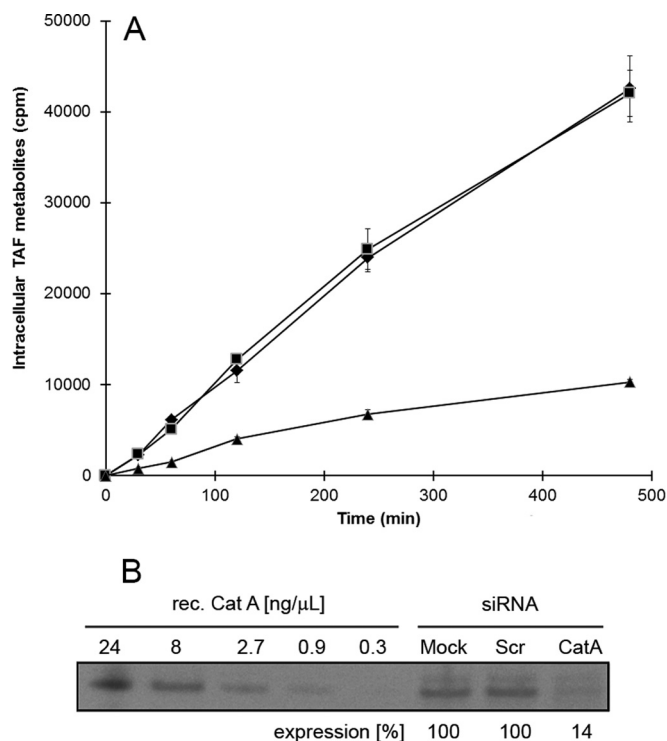 A
50000
40000
30000
20000
10000
0
Intracellular TAF metabolites (cpm)
0 100 200 300 400 500
Time (min)
B
rec. Cat A [ng/μL] siRNA
24 8 2.7 0.9 0.3 Mock Scr CatA
expression [%] 100 100 14